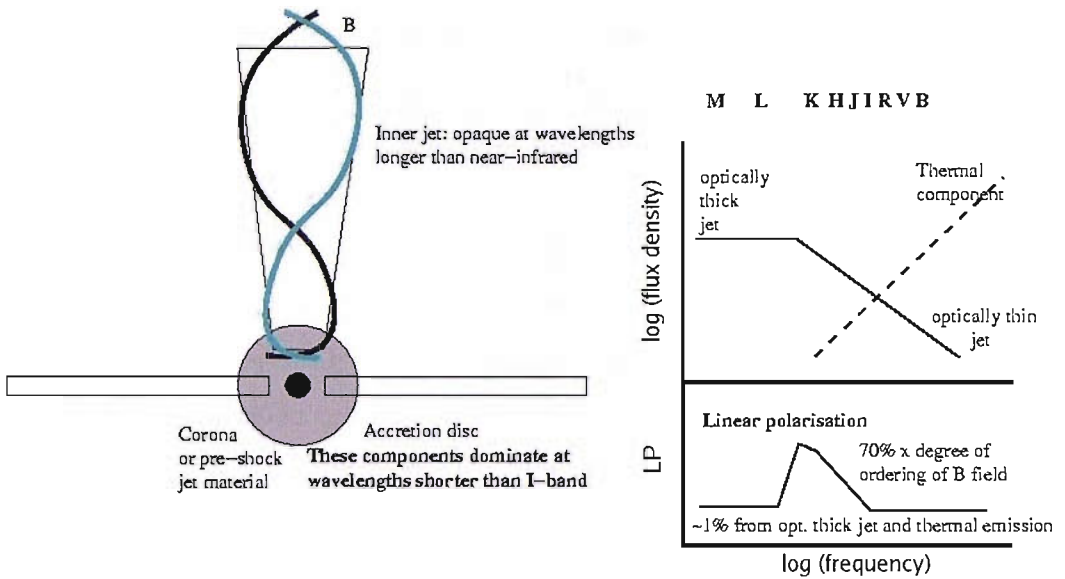 B
Inner jet: opaque at wavelengths
longer than near-infrared
Corona
or pre-shock
jet material
Accretion disc
These components dominate at
wavelengths shorter than I-band
M L K H J I R V B
log (flux density)
optically
thick
jet
Thermal
component
optically thin
jet
LP
Linear polarisation
70% x degree of
ordering of B field
~1% from opt. thick jet and thermal emission
log (frequency)